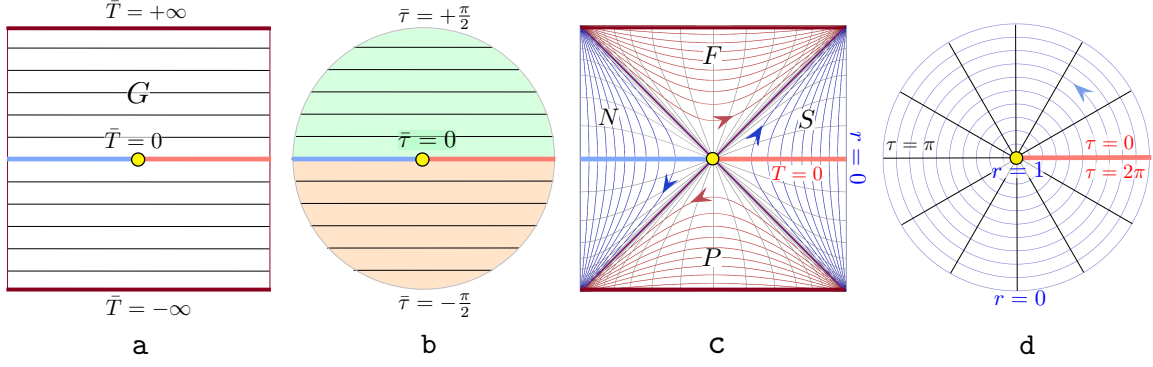 T̄ = +∞
G
T̄ = 0
T̄ = −∞
a
τ̄ = +π/2
τ̄ = 0
τ̄ = −π/2
b
F
N
S
T = 0
r = 0
P
c
τ = π
τ = 0
τ = 2π
r = 1
r = 0
d